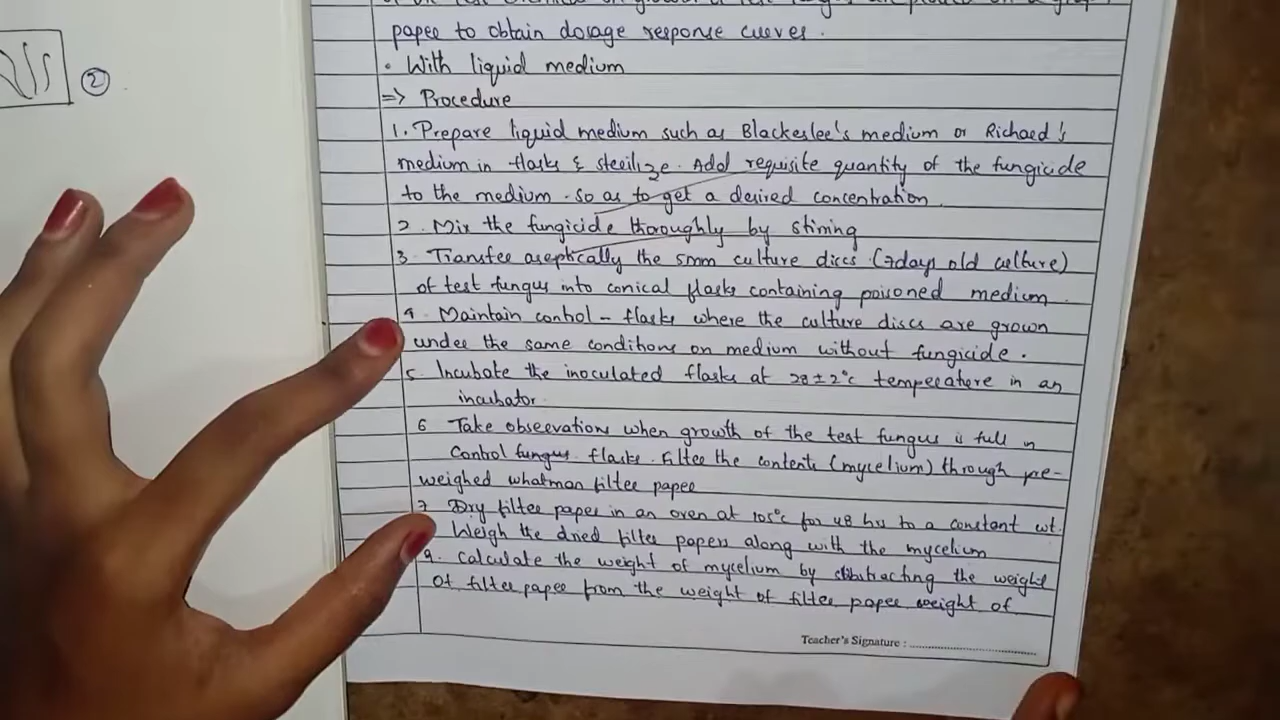 ②
paper to obtain dosage response curves.
• With liquid medium
=> Procedure
1. Prepare liquid medium such as Blackeslee's medium or Richard's
medium in flasks & sterilize. Add requisite quantity of the fungicide
to the medium. so as to get a desired concentration.
2. Mix the fungicide thoroughly by stirring
3. Transfer aseptically the 5mm culture discs (7days old culture)
of test fungus into conical flasks containing poisoned medium.
4. Maintain control - flasks where the culture discs are grown
under the same conditions on medium without fungicide.
5. Incubate the inoculated flasks at 28±2°c temperature in an
incubator.
6 Take observations when growth of the test fungus is full in
Control fungus flasks. Filter the contents (mycelium) through pre-
weighed whatman filter paper
7 Dry filter paper in an oven at 105°c for 48 hrs to a constant wt.
Weigh the dried filter papers along with the mycelium
9. Calculate the weight of mycelium by subtracting the weight
of filter paper from the weight of filter paper weight of
Teacher's Signature :